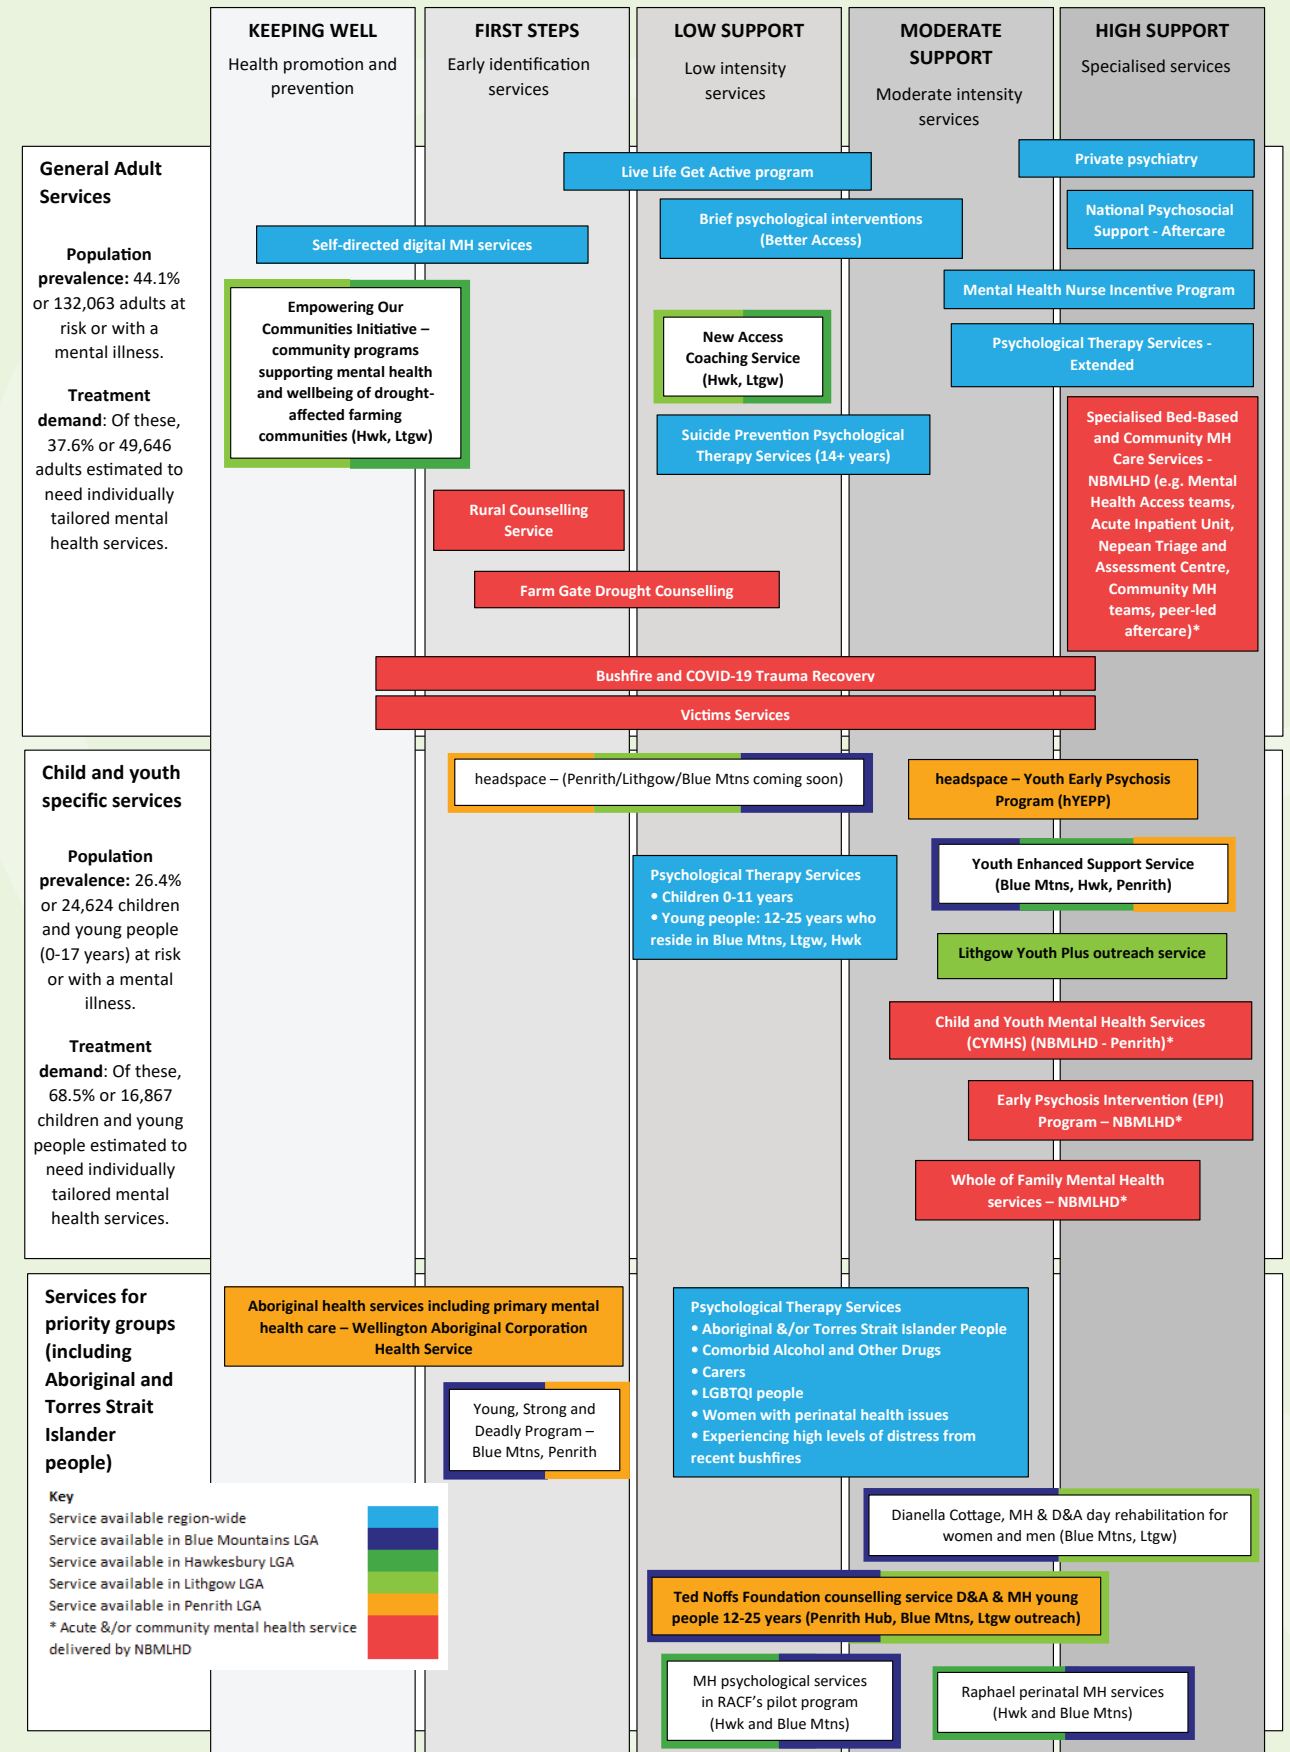 KEEPING WELL
Health promotion and
prevention
FIRST STEPS
Early identification
services
LOW SUPPORT
Low intensity
services
MODERATE
SUPPORT
Moderate intensity
services
HIGH SUPPORT
Specialised services
General Adult
Services
Population
prevalence: 44.1%
or 132,063 adults at
risk or with a
mental illness.
Treatment
demand: Of these,
37.6% or 49,646
adults estimated to
need individually
tailored mental
health services.
Live Life Get Active program
Private psychiatry
Brief psychological interventions
(Better Access)
National Psychosocial
Support - Aftercare
Self-directed digital MH services
Mental Health Nurse Incentive Program
Empowering Our
Communities Initiative –
community programs
supporting mental health
and wellbeing of drought-
affected farming
communities (Hwk, Ltgw)
New Access
Coaching Service
(Hwk, Ltgw)
Psychological Therapy Services -
Extended
Suicide Prevention Psychological
Therapy Services (14+ years)
Specialised Bed-Based
and Community MH
Care Services -
NBMLHD (e.g. Mental
Health Access teams,
Acute Inpatient Unit,
Nepean Triage and
Assessment Centre,
Community MH
teams, peer-led
aftercare)*
Rural Counselling
Service
Farm Gate Drought Counselling
Bushfire and COVID-19 Trauma Recovery
Victims Services
Child and youth
specific services
Population
prevalence: 26.4%
or 24,624 children
and young people
(0-17 years) at risk
or with a mental
illness.
Treatment
demand: Of these,
68.5% or 16,867
children and young
people estimated to
need individually
tailored mental
health services.
headspace – (Penrith/Lithgow/Blue Mtns coming soon)
headspace – Youth Early Psychosis
Program (hYEPP)
Youth Enhanced Support Service
(Blue Mtns, Hwk, Penrith)
Psychological Therapy Services
• Children 0-11 years
• Young people: 12-25 years who
reside in Blue Mtns, Ltgw, Hwk
Lithgow Youth Plus outreach service
Child and Youth Mental Health Services
(CYMHS) (NBMLHD - Penrith)*
Early Psychosis Intervention (EPI)
Program – NBMLHD*
Whole of Family Mental Health
services – NBMLHD*
Services for
priority groups
(including
Aboriginal and
Torres Strait
Islander
people)
Aboriginal health services including primary mental
health care – Wellington Aboriginal Corporation
Health Service
Young, Strong and
Deadly Program –
Blue Mtns, Penrith
Psychological Therapy Services
• Aboriginal &/or Torres Strait Islander People
• Comorbid Alcohol and Other Drugs
• Carers
• LGBTQI people
• Women with perinatal health issues
• Experiencing high levels of distress from
recent bushfires
Dianella Cottage, MH & D&A day rehabilitation for
women and men (Blue Mtns, Ltgw)
Ted Noffs Foundation counselling service D&A & MH young
people 12-25 years (Penrith Hub, Blue Mtns, Ltgw outreach)
MH psychological services
in RACF's pilot program
(Hwk and Blue Mtns)
Raphael perinatal MH services
(Hwk and Blue Mtns)
Key
Service available region-wide
Service available in Blue Mountains LGA
Service available in Hawkesbury LGA
Service available in Lithgow LGA
Service available in Penrith LGA
* Acute &/or community mental health service
delivered by NBMLHD